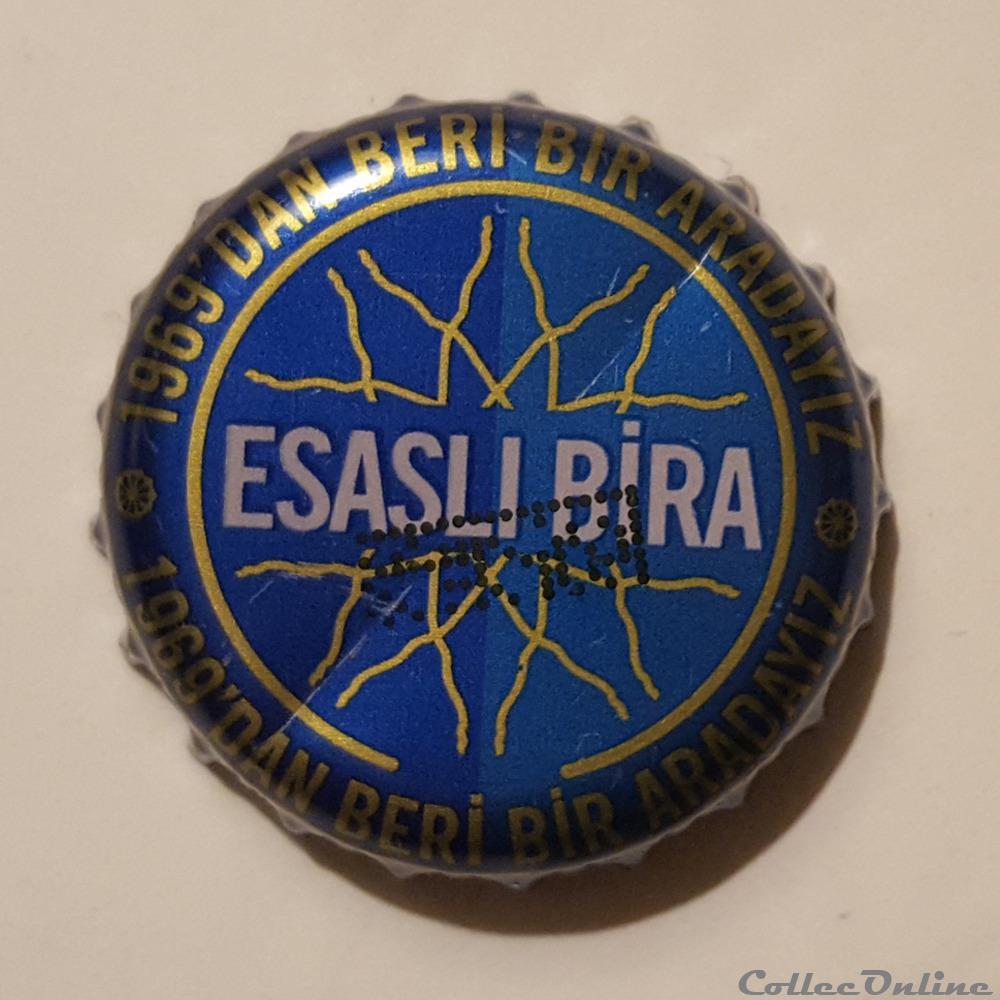 1969'DAN BERİ BİR ARADAYIZ
ESASLI BİRA
1969'DAN BERİ BİR ARADAYIZ
CollecOnline